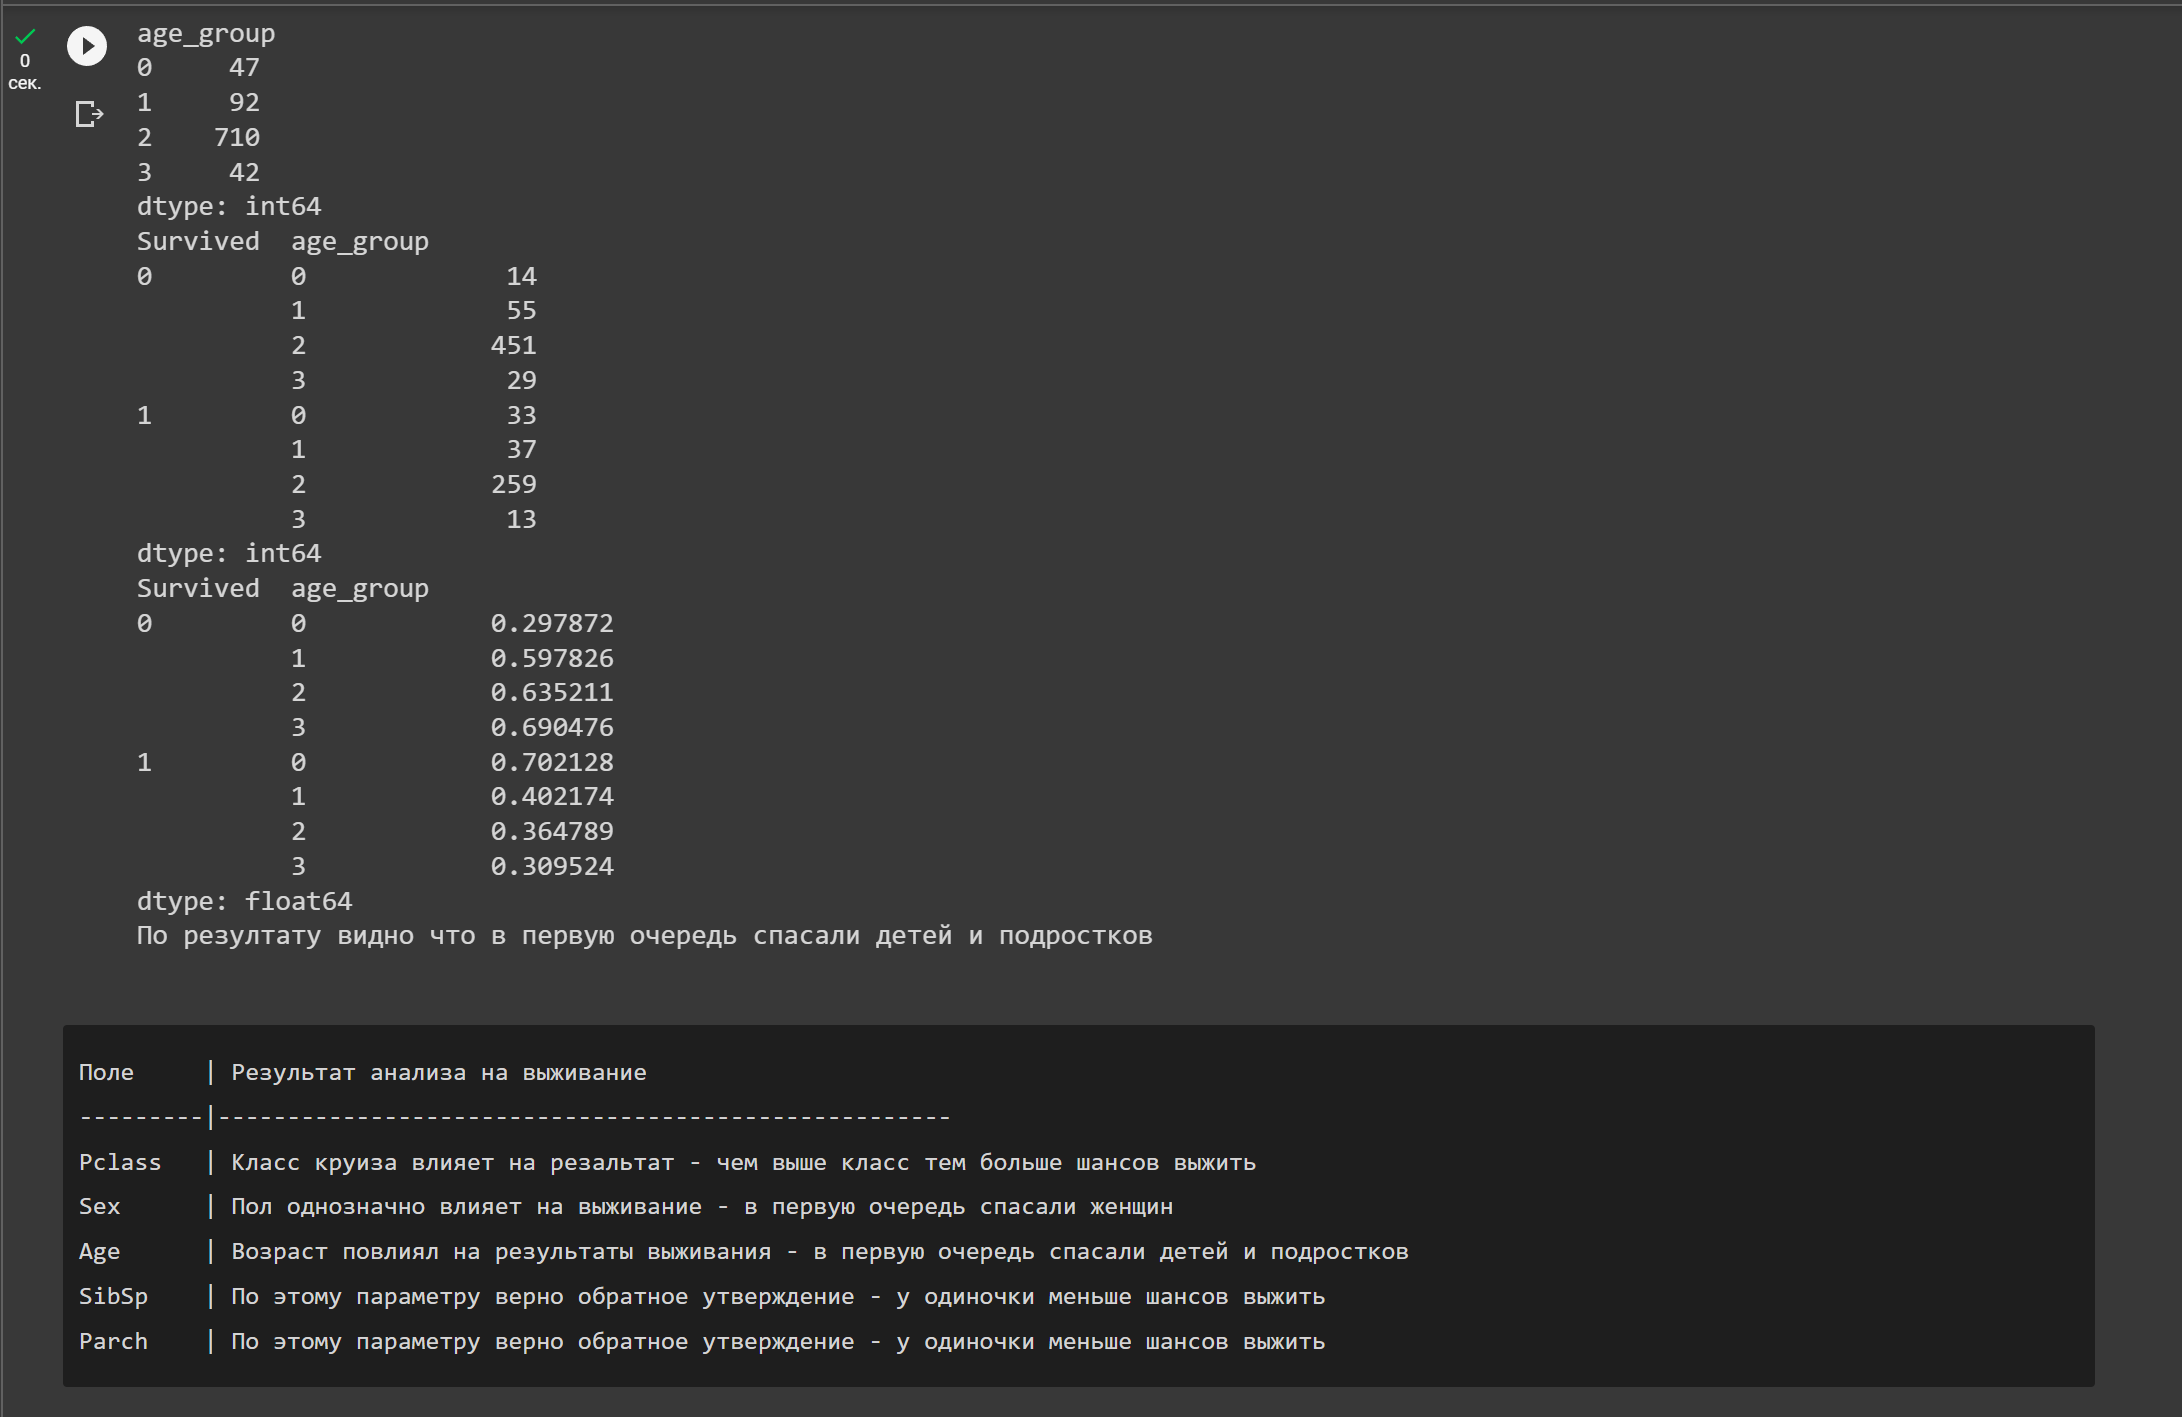 0
сек.
age_group
0     47
1     92
2    710
3     42
dtype: int64
Survived  age_group
0         0             14
          1             55
          2            451
          3             29
1         0             33
          1             37
          2            259
          3             13
dtype: int64
Survived  age_group
0         0            0.297872
          1            0.597826
          2            0.635211
          3            0.690476
1         0            0.702128
          1            0.402174
          2            0.364789
          3            0.309524
dtype: float64
По резултату видно что в первую очередь спасали детей и подростков
Поле     | Результат анализа на выживание
---------|-----------------------------------------------------
Pclass   | Класс круиза влияет на резальтат - чем выше класс тем больше шансов выжить
Sex      | Пол однозначно влияет на выживание - в первую очередь спасали женщин
Age      | Возраст повлиял на результаты выживания - в первую очередь спасали детей и подростков
SibSp    | По этому параметру верно обратное утверждение - у одиночки меньше шансов выжить
Parch    | По этому параметру верно обратное утверждение - у одиночки меньше шансов выжить